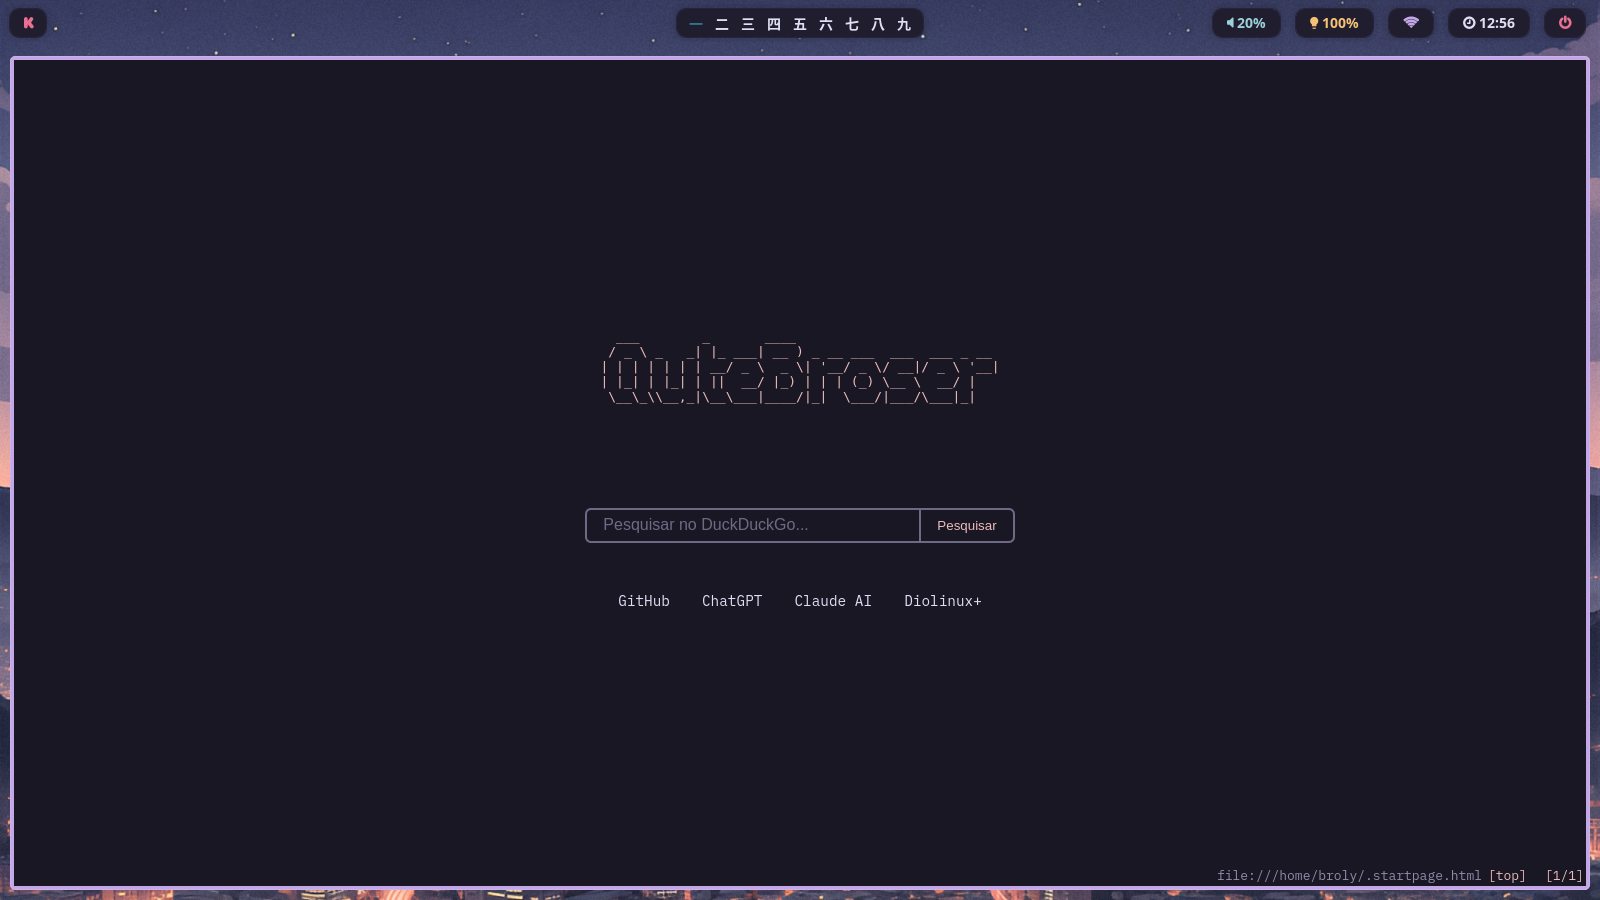 一 二 三 四 五 六 七 八 九
20%
100%
12:56
Pesquisar no DuckDuckGo...
Pesquisar
GitHub ChatGPT Claude AI Diolinux+
file:///home/broly/.startpage.html [top] [1/1]